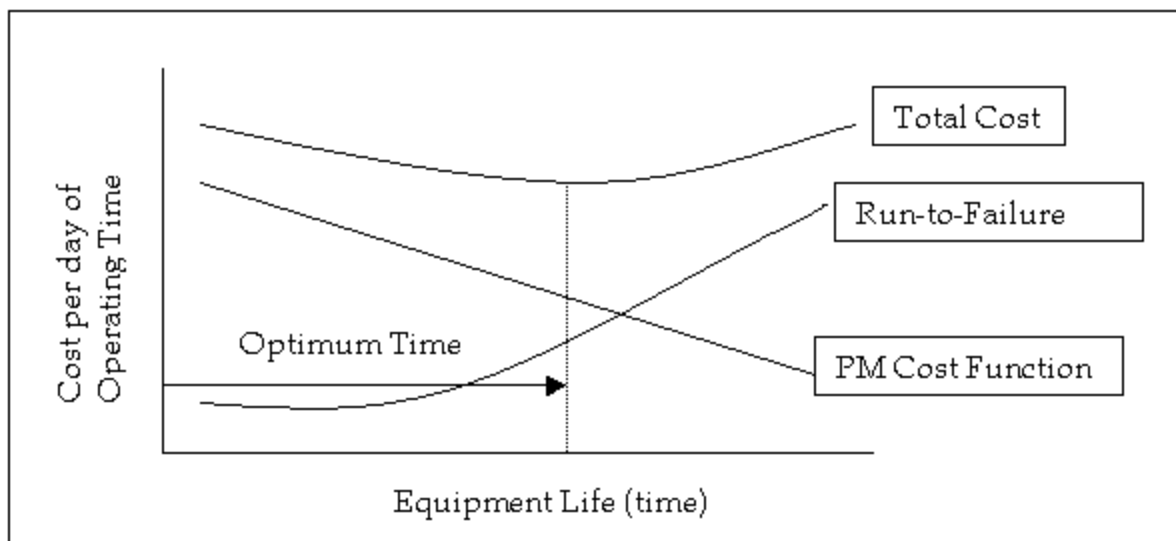 Total Cost
Run-to-Failure
Cost per day of
Operating Time
Optimum Time
PM Cost Function
Equipment Life (time)